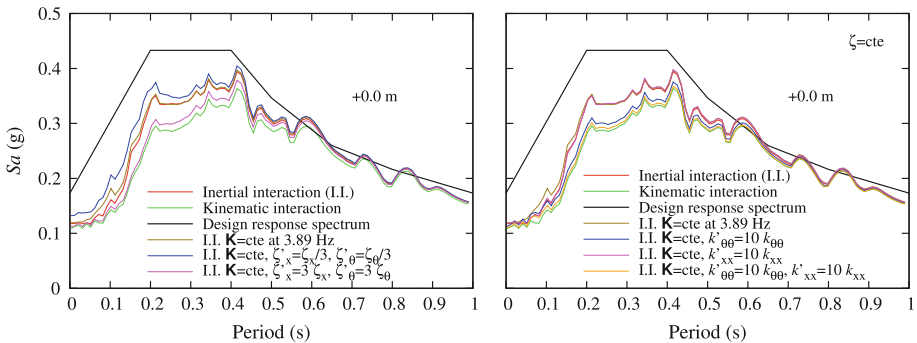 0.5
0.4
0.3
0.2
0.1
0
Sa (g)
0 0.1 0.2 0.3 0.4 0.5 0.6 0.7 0.8 0.9 1
Period (s)
+0.0 m
Inertial interaction (I.I.)
Kinematic interaction
Design response spectrum
I.I. K=cte at 3.89 Hz
I.I. K=cte, ζ'x=ζx/3, ζ'θ=ζθ/3
I.I. K=cte, ζ'x=3 ζx, ζ'θ=3 ζθ
0 0.1 0.2 0.3 0.4 0.5 0.6 0.7 0.8 0.9 1
Period (s)
ζ=cte
+0.0 m
Inertial interaction (I.I.)
Kinematic interaction
Design response spectrum
I.I. K=cte at 3.89 Hz
I.I. K=cte, k'θθ=10 kθθ
I.I. K=cte, k'xx=10 kxx
I.I. K=cte, k'θθ=10 kθθ, k'xx=10 kxx